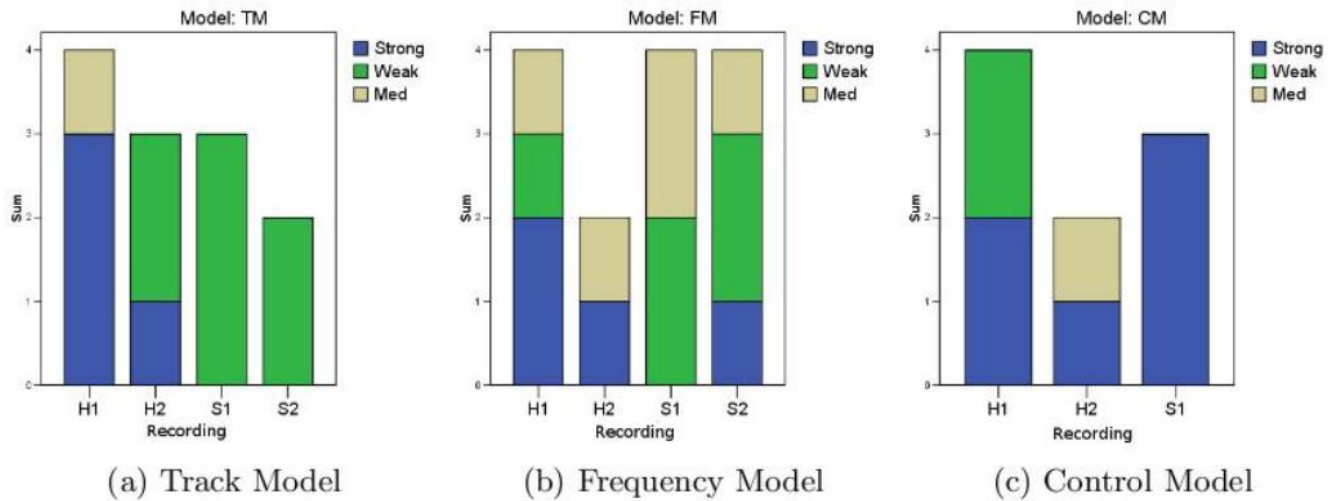 Model: TM
Strong
Weak
Med
Sum
4
3
2
1
0
H1 H2 S1 S2
Recording
(a) Track Model
Model: FM
Strong
Weak
Med
Sum
4
3
2
1
0
H1 H2 S1 S2
Recording
(b) Frequency Model
Model: CM
Strong
Weak
Med
Sum
4
3
2
1
0
H1 H2 S1
Recording
(c) Control Model